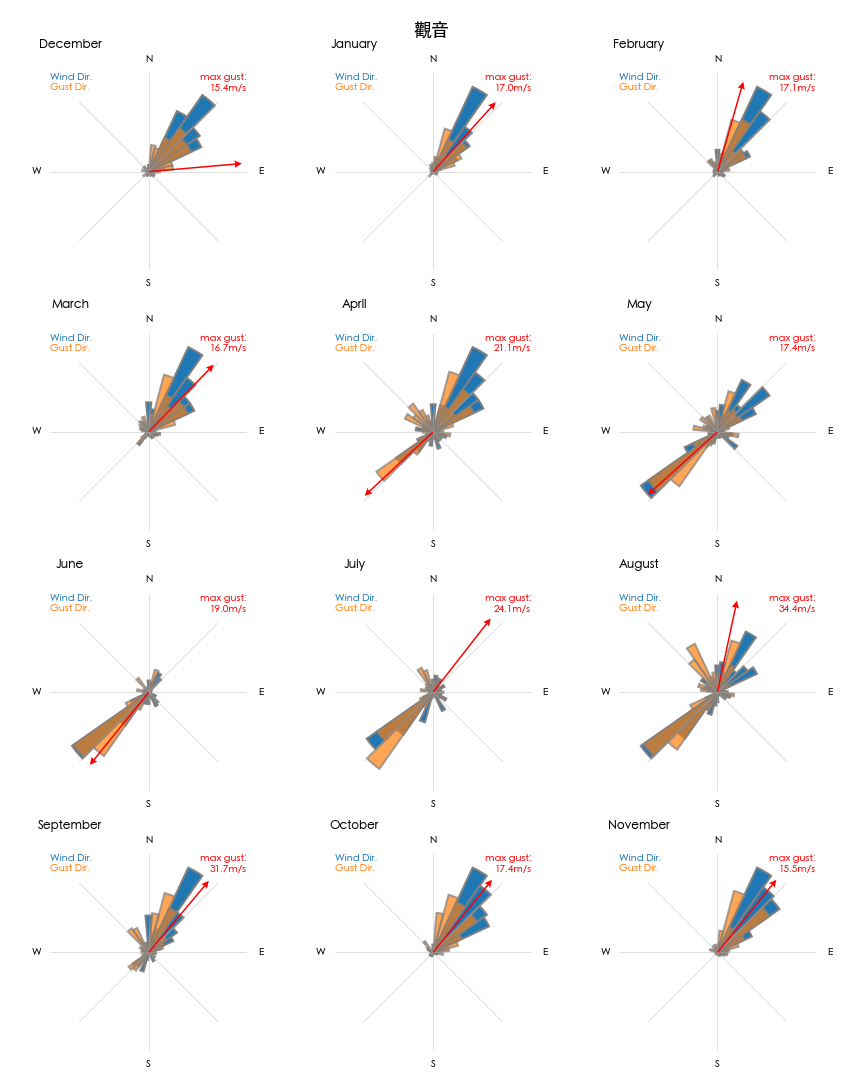 觀音
December
N
Wind Dir.
Gust Dir.
max gust:
15.4m/s
W
E
S
January
N
Wind Dir.
Gust Dir.
max gust:
17.0m/s
W
E
S
February
N
Wind Dir.
Gust Dir.
max gust:
17.1m/s
W
E
S
March
N
Wind Dir.
Gust Dir.
max gust:
16.7m/s
W
E
S
April
N
Wind Dir.
Gust Dir.
max gust:
21.1m/s
W
E
S
May
N
Wind Dir.
Gust Dir.
max gust:
17.4m/s
W
E
S
June
N
Wind Dir.
Gust Dir.
max gust:
19.0m/s
W
E
S
July
N
Wind Dir.
Gust Dir.
max gust:
24.1m/s
W
E
S
August
N
Wind Dir.
Gust Dir.
max gust:
34.4m/s
W
E
S
September
N
Wind Dir.
Gust Dir.
max gust:
31.7m/s
W
E
S
October
N
Wind Dir.
Gust Dir.
max gust:
17.4m/s
W
E
S
November
N
Wind Dir.
Gust Dir.
max gust:
15.5m/s
W
E
S